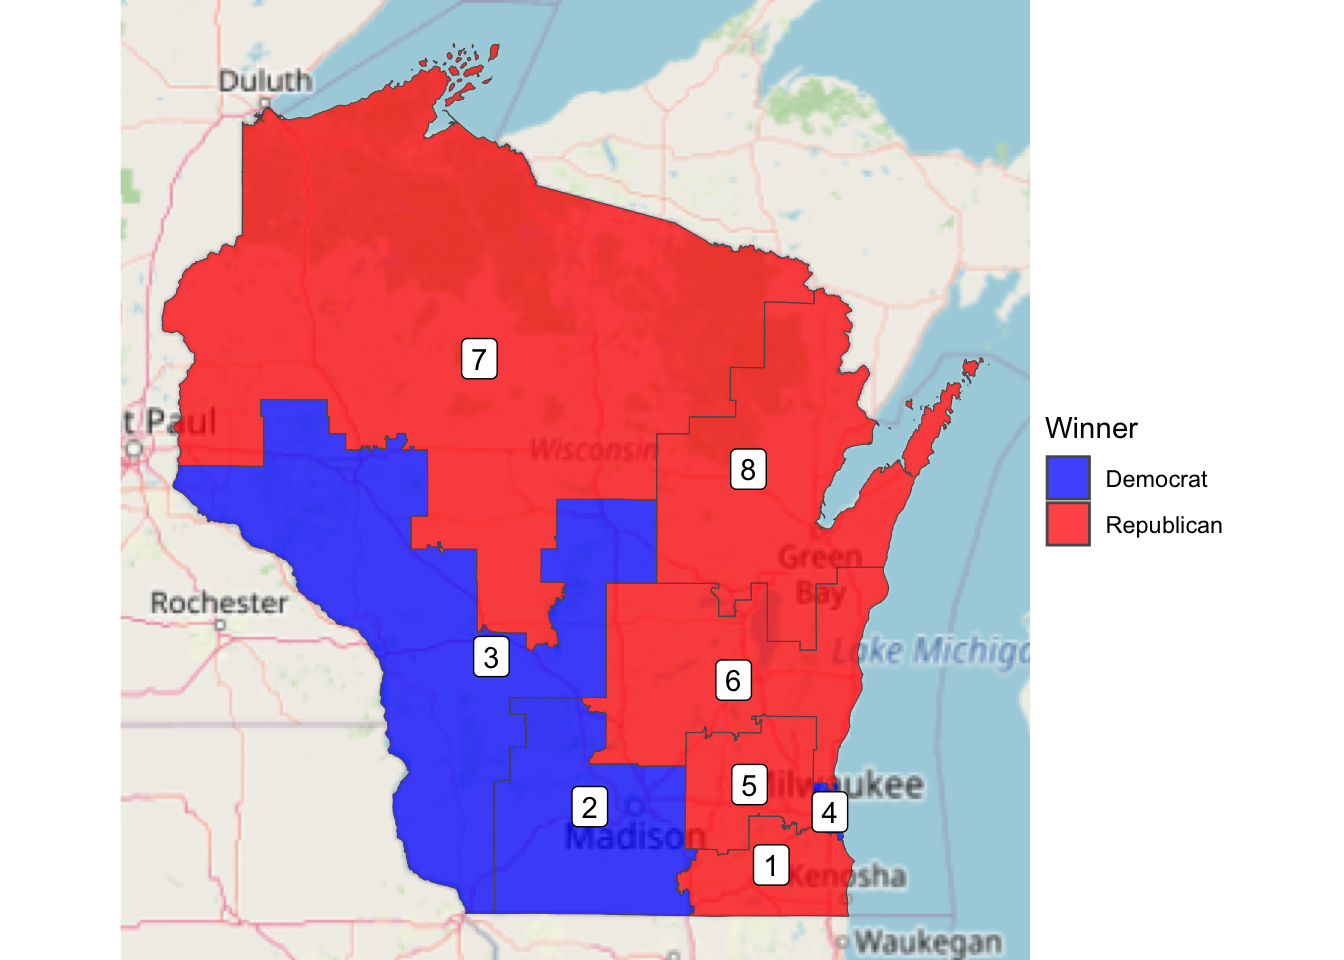 Duluth
7
t Paul
Wisconsin
8
Winner
Democrat
Republican
Green
Bay
Rochester
3
Lake Michiga
6
5
Milwaukee
4
2
Madison
1
Kenosha
Waukegan